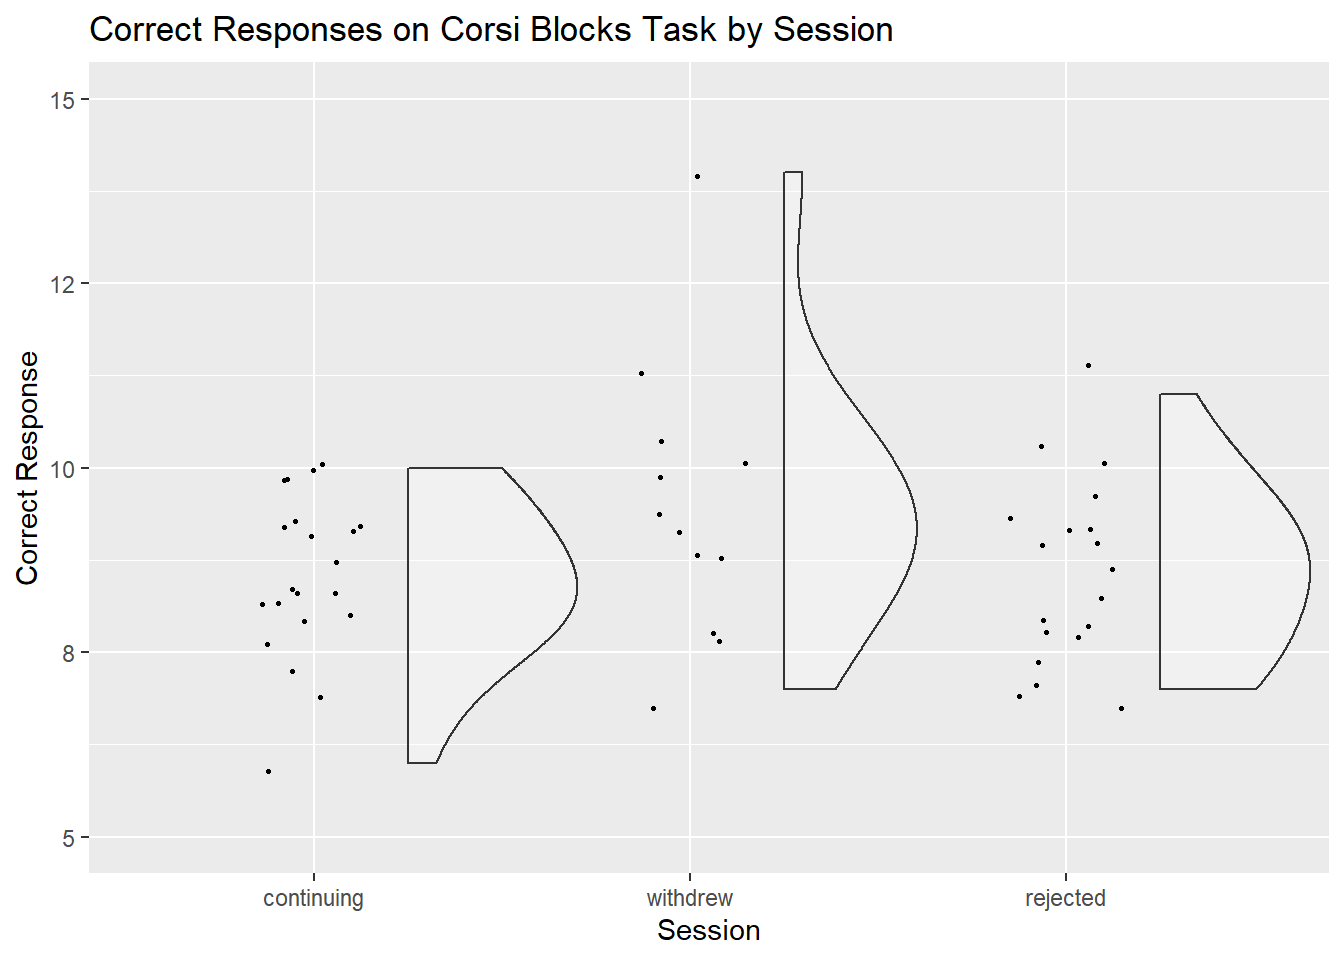 Correct Responses on Corsi Blocks Task by Session
15
12
10
8
5
Correct Response
continuing
withdrew
rejected
Session